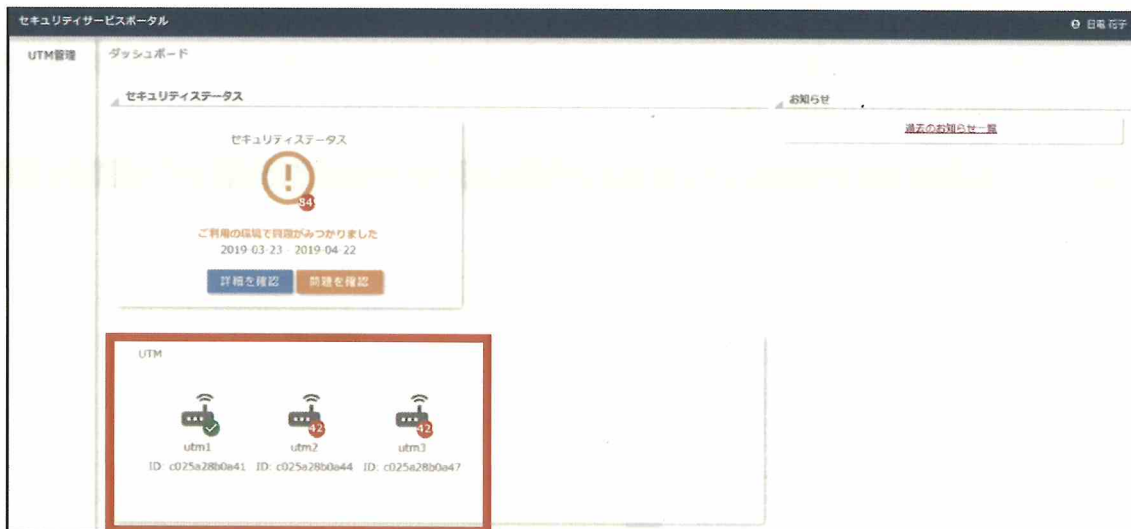 セキュリティサービスポータル
日電 花子
UTM管理
ダッシュボード
セキュリティステータス
お知らせ
過去のお知らせ一覧
セキュリティステータス
84
ご利用の環境で問題がみつかりました
2019-03-23 - 2019-04-22
詳細を確認
問題を確認
UTM
42
42
utm1
utm2
utm3
ID: c025a28b0a41
ID: c025a28b0a44
ID: c025a28b0a47